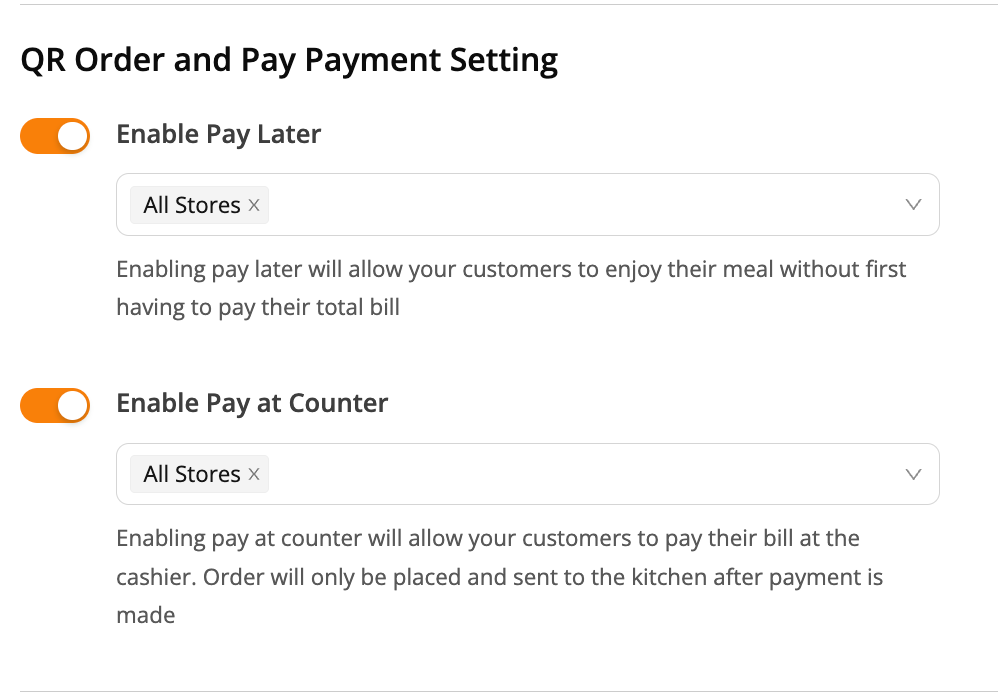 QR Order and Pay Payment Setting
Enable Pay Later
All Stores
Enabling pay later will allow your customers to enjoy their meal without first
having to pay their total bill
Enable Pay at Counter
All Stores
Enabling pay at counter will allow your customers to pay their bill at the
cashier. Order will only be placed and sent to the kitchen after payment is
made